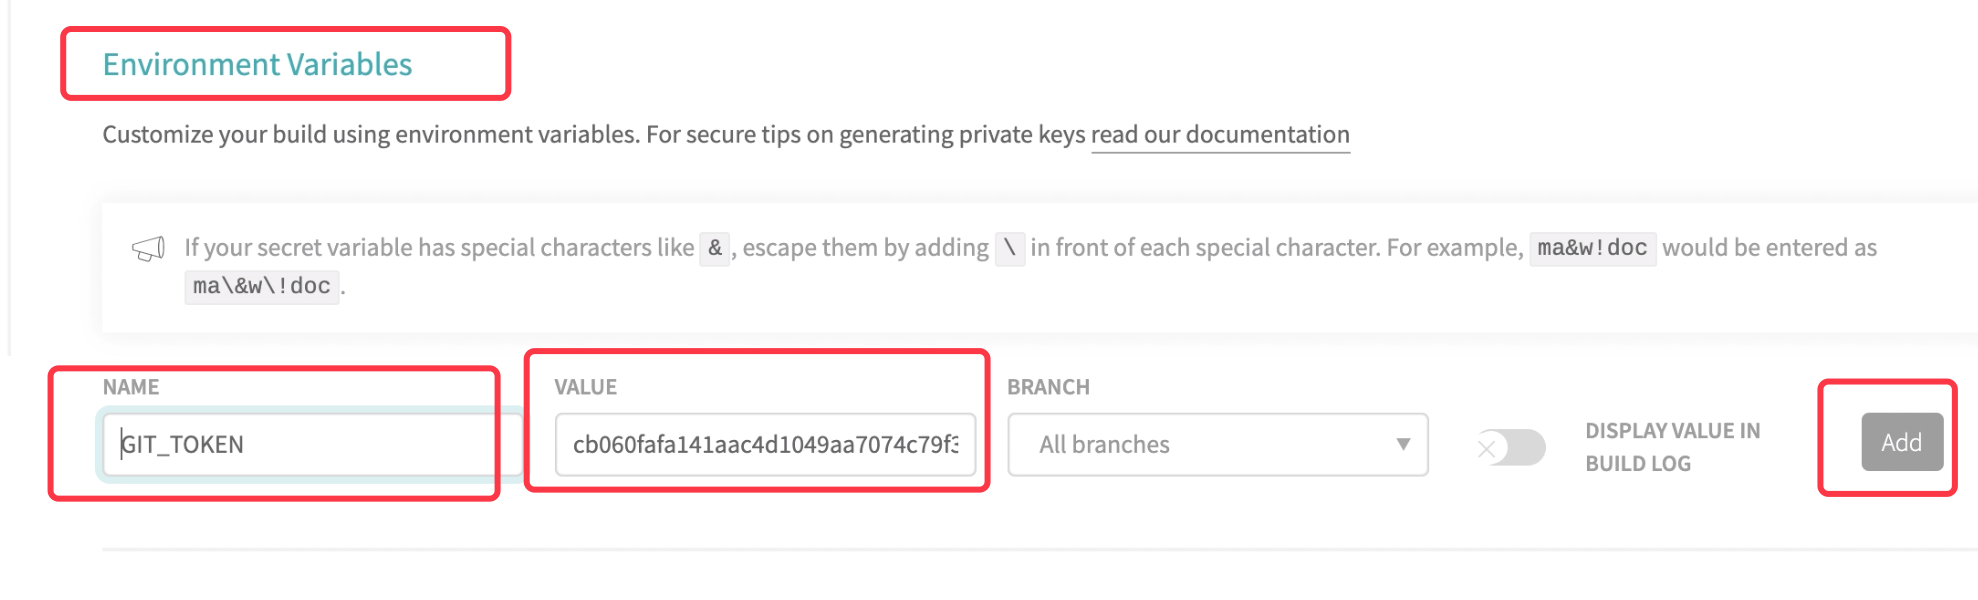 Environment Variables
Customize your build using environment variables. For secure tips on generating private keys read our documentation
If your secret variable has special characters like & , escape them by adding \ in front of each special character. For example, ma&w!doc would be entered as
ma\&w\!doc .
NAME VALUE BRANCH
GIT_TOKEN cb060fafa141aac4d1049aa7074c79f3 All branches DISPLAY VALUE IN
BUILD LOG Add